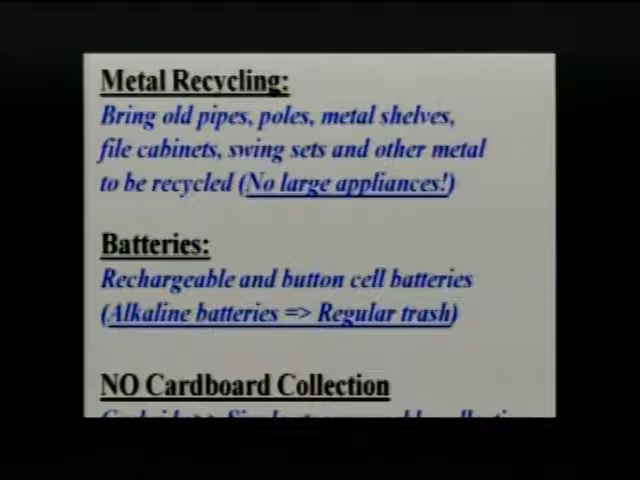 Metal Recycling:
Bring old pipes, poles, metal shelves,
file cabinets, swing sets and other metal
to be recycled (No large appliances!)
Batteries:
Rechargeable and button cell batteries
(Alkaline batteries => Regular trash)
NO Cardboard Collection